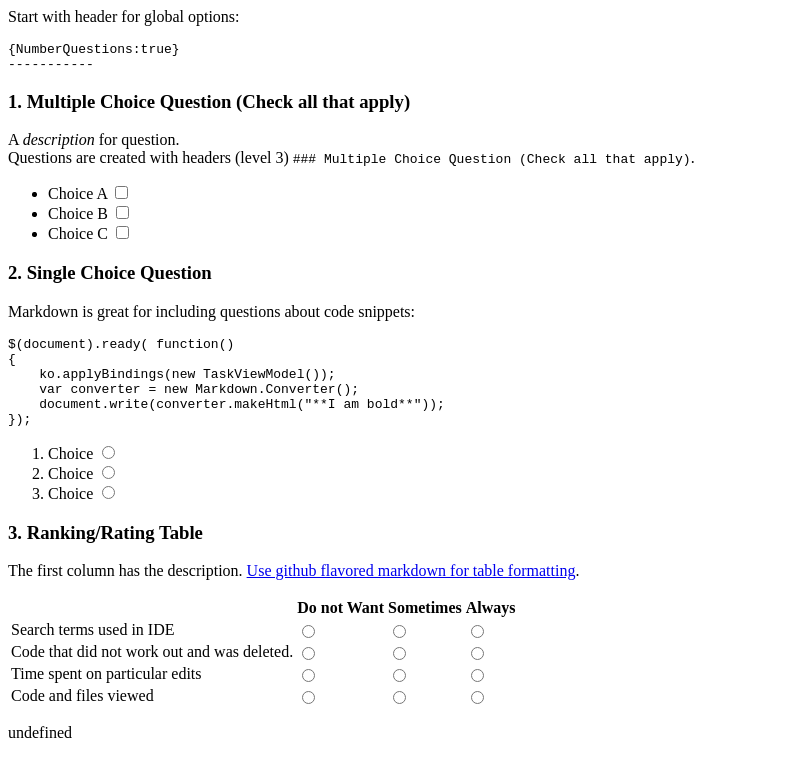 Start with header for global options:
{NumberQuestions:true}
-----------
1. Multiple Choice Question (Check all that apply)
A description for question.
Questions are created with headers (level 3) ### Multiple Choice Question (Check all that apply).
• Choice A
• Choice B
• Choice C
2. Single Choice Question
Markdown is great for including questions about code snippets:
$(document).ready( function()
{
    ko.applyBindings(new TaskViewModel());
    var converter = new Markdown.Converter();
    document.write(converter.makeHtml("**I am bold**"));
});
1. Choice
2. Choice
3. Choice
3. Ranking/Rating Table
The first column has the description. Use github flavored markdown for table formatting.
Do not Want Sometimes Always
Search terms used in IDE
Code that did not work out and was deleted.
Time spent on particular edits
Code and files viewed
undefined